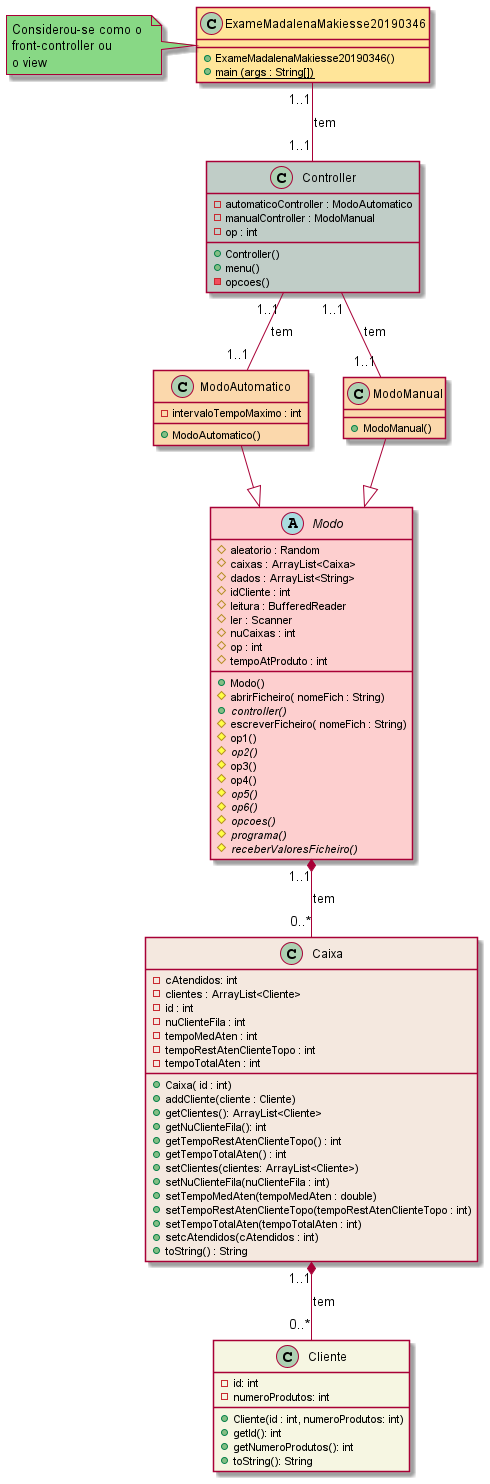 Considerou-se como o
front-controller ou
o view
C ExameMadalenaMakiesse20190346
ExameMadalenaMakiesse20190346()
main (args : String[])
1..1
tem
1..1
C Controller
automaticoController : ModoAutomatico
manualController : ModoManual
op : int
Controller()
menu()
opcoes()
1..1
1..1
tem
tem
1..1
1..1
C ModoAutomatico
intervaloTempoMaximo : int
ModoAutomatico()
C ModoManual
ModoManual()
A Modo
aleatorio : Random
caixas : ArrayList<Caixa>
dados : ArrayList<String>
idCliente : int
leitura : BufferedReader
ler : Scanner
nuCaixas : int
op : int
tempoAtProduto : int
Modo()
abrirFicheiro( nomeFich : String)
controller()
escreverFicheiro( nomeFich : String)
op1()
op2()
op3()
op4()
op5()
op6()
opcoes()
programa()
receberValoresFicheiro()
1..1
tem
0..*
C Caixa
cAtendidos: int
clientes : ArrayList<Cliente>
id : int
nuClienteFila : int
tempoMedAten : int
tempoRestAtenClienteTopo : int
tempoTotalAten : int
Caixa( id : int)
addCliente(cliente : Cliente)
getClientes(): ArrayList<Cliente>
getNuClienteFila(): int
getTempoRestAtenClienteTopo() : int
getTempoTotalAten() : int
setClientes(clientes: ArrayList<Cliente>)
setNuClienteFila(nuClienteFila : int)
setTempoMedAten(tempoMedAten : double)
setTempoRestAtenClienteTopo(tempoRestAtenClienteTopo : int)
setTempoTotalAten(tempoTotalAten : int)
setcAtendidos(cAtendidos : int)
toString() : String
1..1
tem
0..*
C Cliente
id: int
numeroProdutos: int
Cliente(id : int, numeroProdutos: int)
getId(): int
getNumeroProdutos(): int
toString(): String